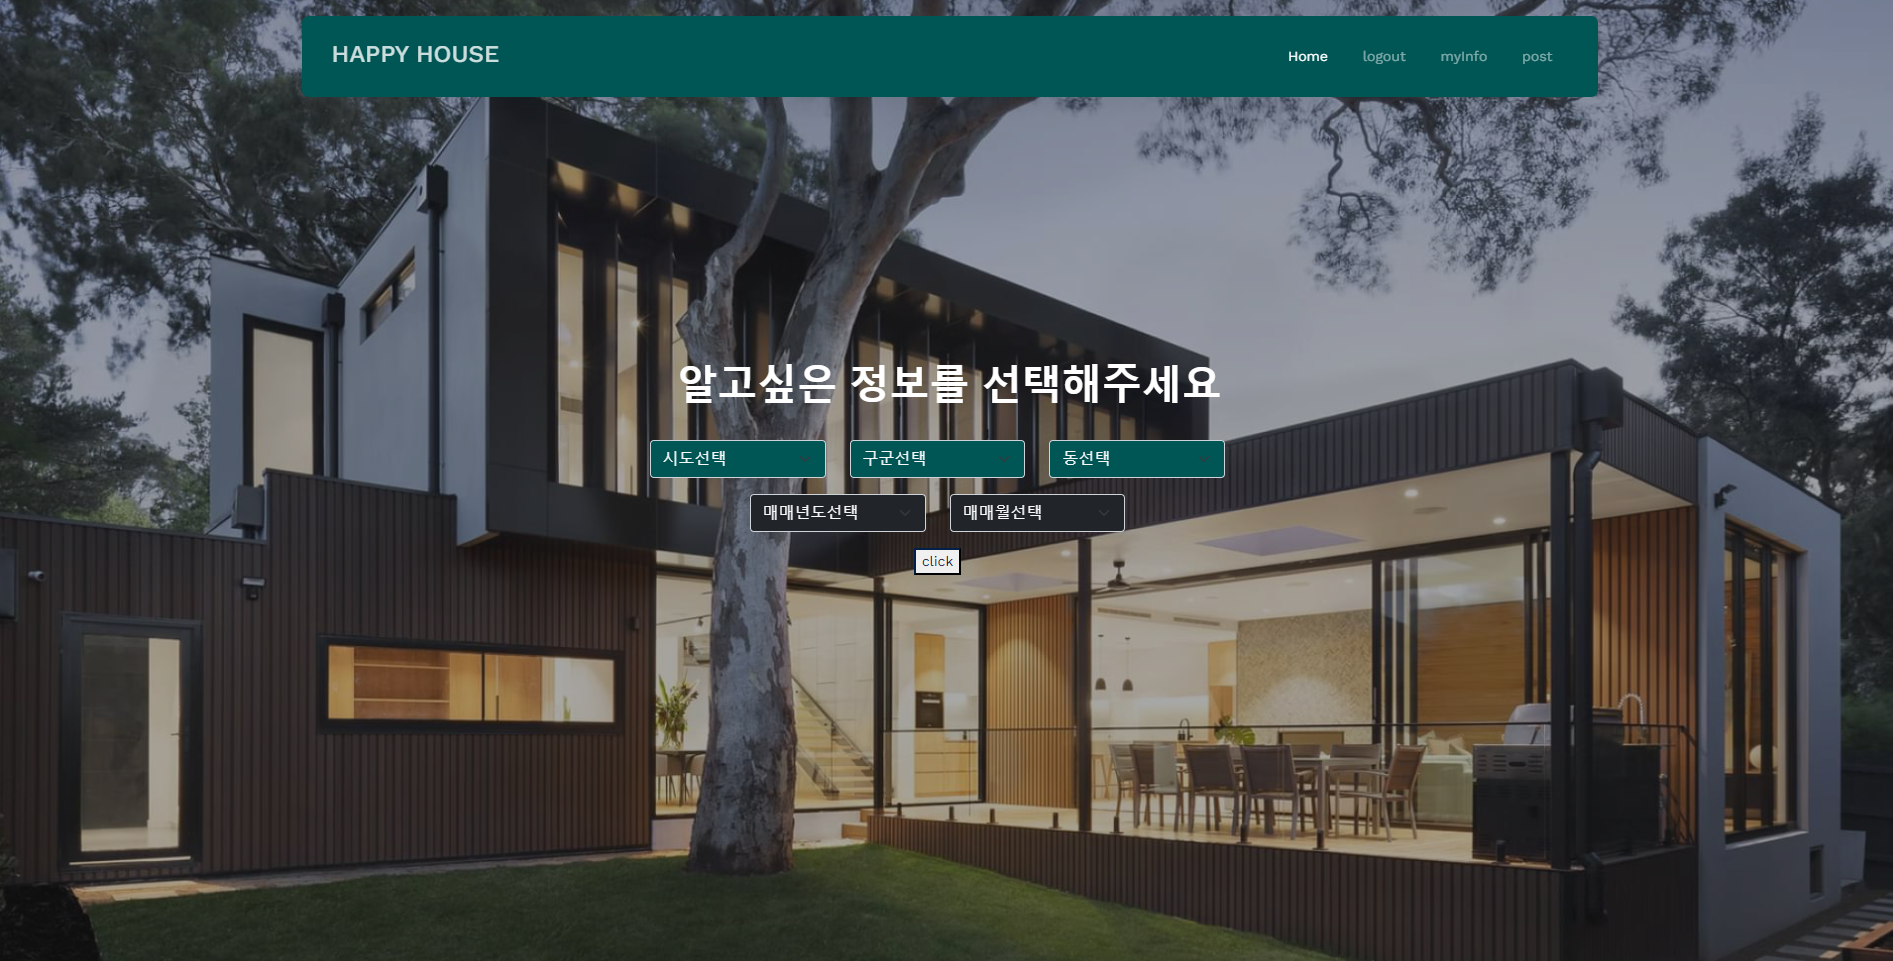 HAPPY HOUSE
Home logout myInfo post
알고싶은 정보를 선택해주세요
시도선택 구군선택 동선택
매매년도선택 매매월선택
click